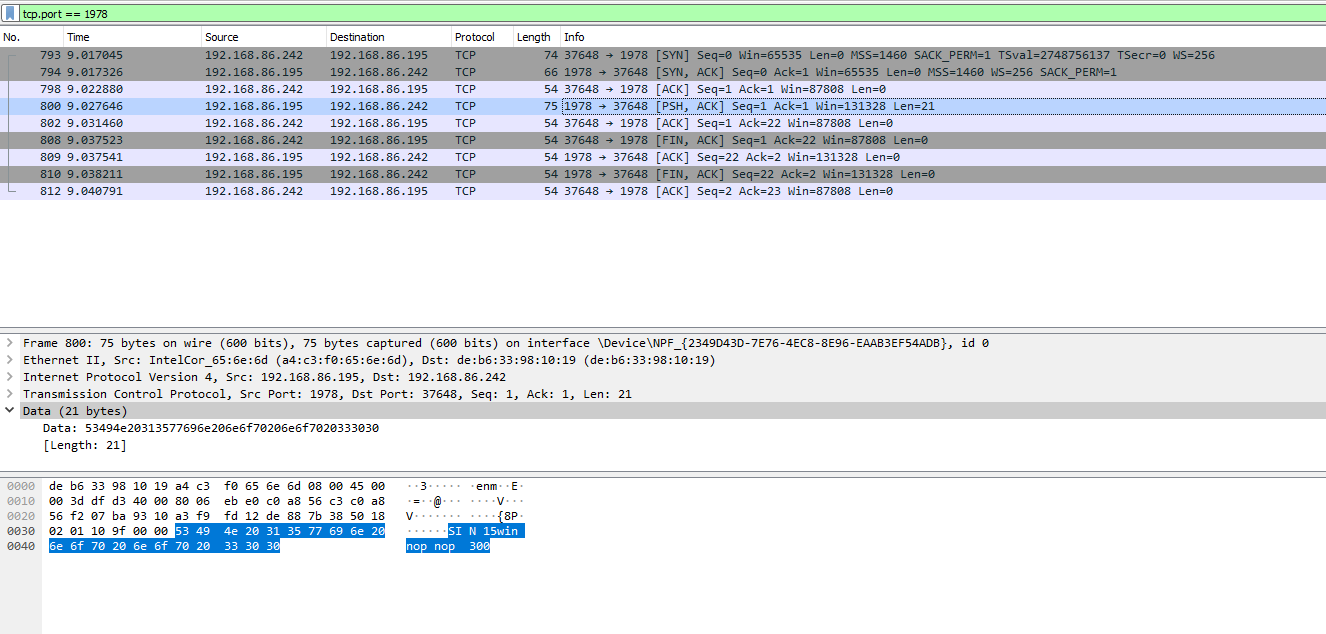 tcp.port == 1978
No. Time Source Destination Protocol Length Info
793 9.017045 192.168.86.242 192.168.86.195 TCP 74 37648 → 1978 [SYN] Seq=0 Win=65535 Len=0 MSS=1460 SACK_PERM=1 TSval=2748756137 TSecr=0 WS=256
794 9.017326 192.168.86.195 192.168.86.242 TCP 66 1978 → 37648 [SYN, ACK] Seq=0 Ack=1 Win=65535 Len=0 MSS=1460 WS=256 SACK_PERM=1
798 9.022880 192.168.86.242 192.168.86.195 TCP 54 37648 → 1978 [ACK] Seq=1 Ack=1 Win=87808 Len=0
800 9.027646 192.168.86.195 192.168.86.242 TCP 75 1978 → 37648 [PSH, ACK] Seq=1 Ack=1 Win=131328 Len=21
802 9.031460 192.168.86.242 192.168.86.195 TCP 54 37648 → 1978 [ACK] Seq=1 Ack=22 Win=87808 Len=0
808 9.037523 192.168.86.242 192.168.86.195 TCP 54 37648 → 1978 [FIN, ACK] Seq=1 Ack=22 Win=87808 Len=0
809 9.037541 192.168.86.195 192.168.86.242 TCP 54 1978 → 37648 [ACK] Seq=22 Ack=2 Win=131328 Len=0
810 9.038211 192.168.86.195 192.168.86.242 TCP 54 1978 → 37648 [FIN, ACK] Seq=22 Ack=2 Win=131328 Len=0
812 9.040791 192.168.86.242 192.168.86.195 TCP 54 37648 → 1978 [ACK] Seq=2 Ack=23 Win=87808 Len=0
Frame 800: 75 bytes on wire (600 bits), 75 bytes captured (600 bits) on interface \Device\NPF_{2349D43D-7E76-4EC8-8E96-EAAB3EF54ADB}, id 0
Ethernet II, Src: IntelCor_65:6e:6d (a4:c3:f0:65:6e:6d), Dst: de:b6:33:98:10:19 (de:b6:33:98:10:19)
Internet Protocol Version 4, Src: 192.168.86.195, Dst: 192.168.86.242
Transmission Control Protocol, Src Port: 1978, Dst Port: 37648, Seq: 1, Ack: 1, Len: 21
Data (21 bytes)
Data: 53494e20313577696e206e6f70206e6f7020333030
[Length: 21]
0000 de b6 33 98 10 19 a4 c3 f0 65 6e 6d 08 00 45 00 ··3····· ·enm··E·
0010 00 3d df d3 40 00 80 06 eb e0 c0 a8 56 c3 c0 a8 ·=··@··· ····V···
0020 56 f2 07 ba 93 10 a3 f9 fd 12 de 88 7b 38 50 18 V······· ····{8P·
0030 02 01 10 9f 00 00 53 49 4e 20 31 35 77 69 6e 20 ······SI N 15win
0040 6e 6f 70 20 6e 6f 70 20 33 30 30 nop nop 300